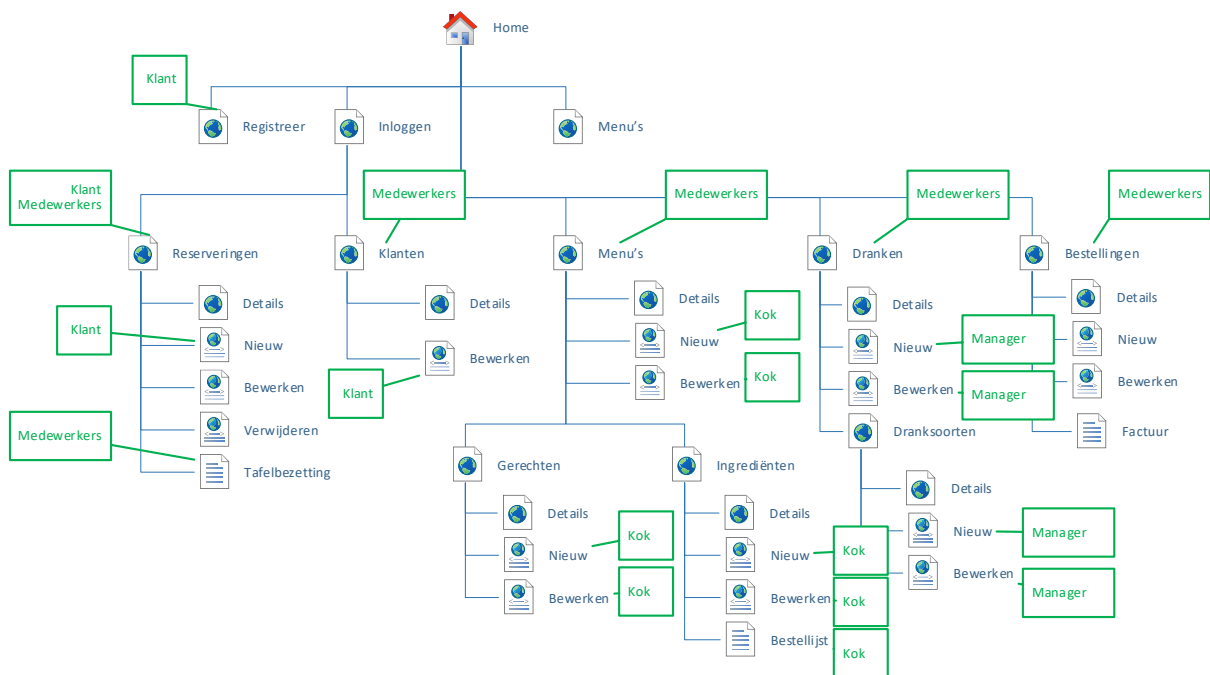 Home
Klant
Registreer
Inloggen
Menu's
Klant
Medewerkers
Medewerkers
Medewerkers
Medewerkers
Medewerkers
Reserveringen
Klanten
Menu's
Dranken
Bestellingen
Details
Details
Details
Details
Details
Klant
Nieuw
Nieuw
Kok
Nieuw
Manager
Nieuw
Bewerken
Klant
Bewerken
Bewerken
Kok
Bewerken
Manager
Bewerken
Medewerkers
Verwijderen
Dranksoorten
Factuur
Tafelbezetting
Gerechten
Ingrediënten
Details
Details
Details
Nieuw
Kok
Nieuw
Kok
Nieuw
Manager
Bewerken
Kok
Bewerken
Kok
Bewerken
Manager
Bestellijst
Kok